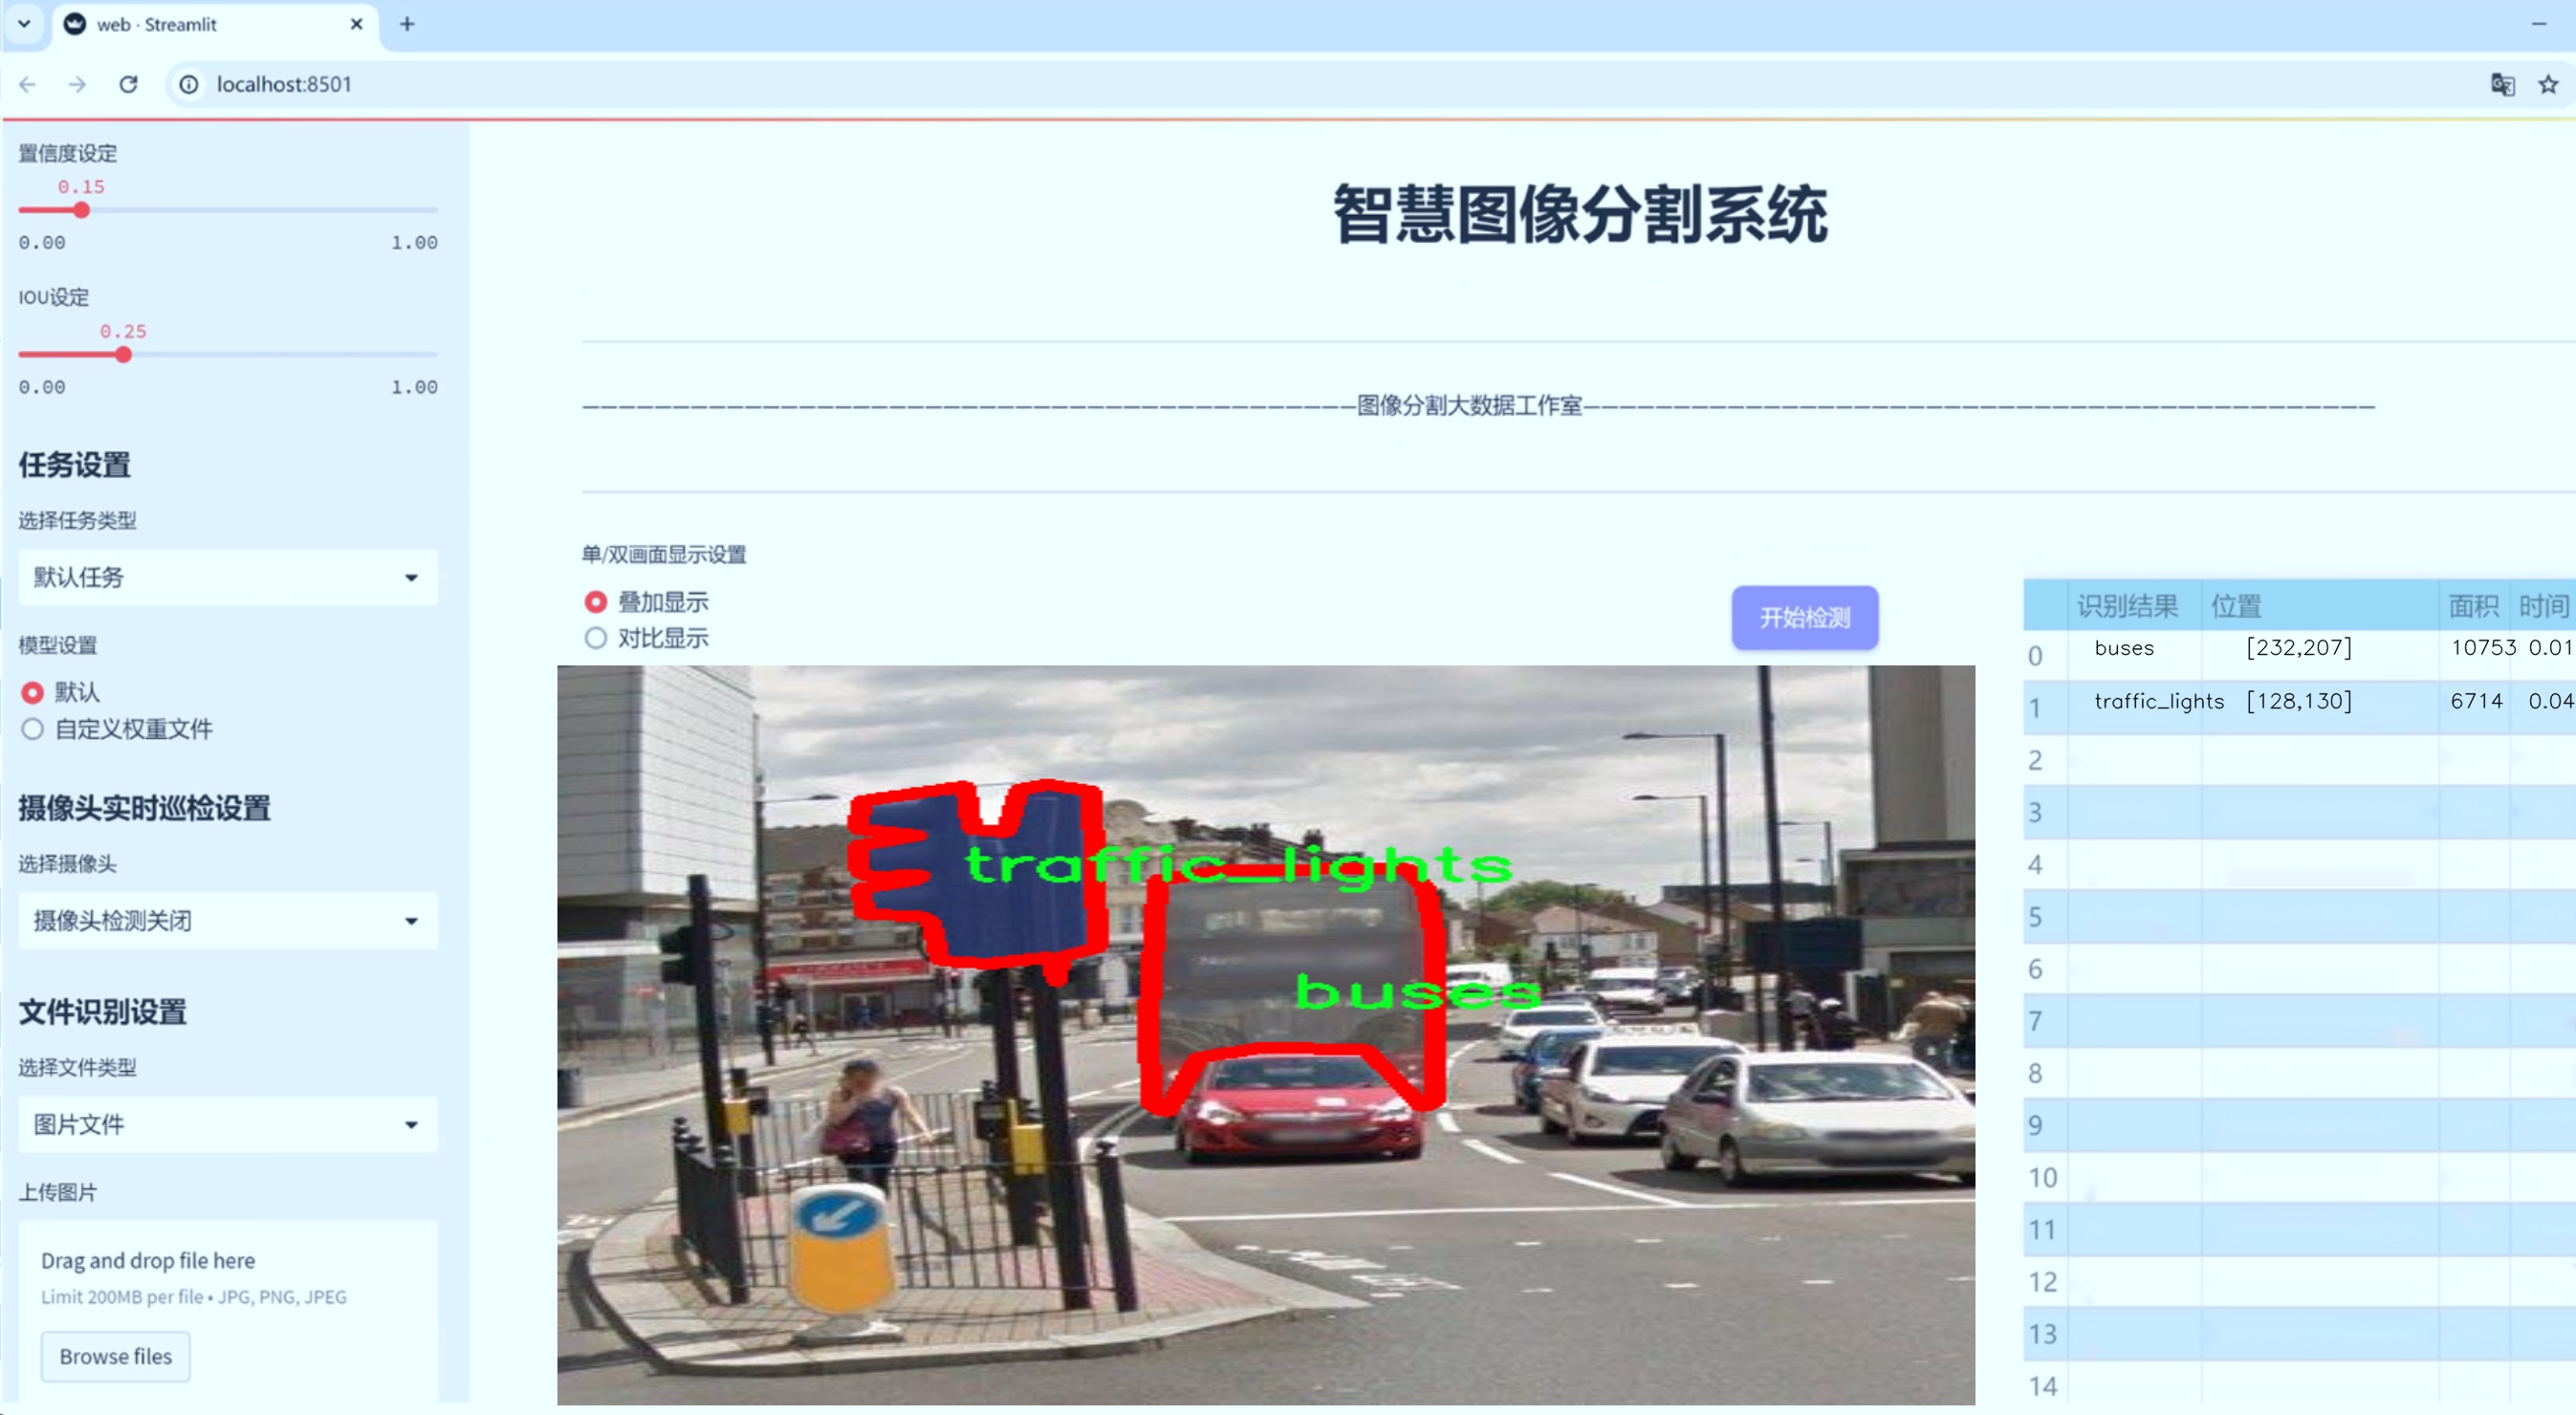 web · Streamlit
localhost:8501
置信度设定
0.15
0.00 1.00
IOU设定
0.25
0.00 1.00
任务设置
选择任务类型
默认任务
模型设置
默认
自定义权重文件
摄像头实时巡检设置
选择摄像头
摄像头检测关闭
文件识别设置
选择文件类型
图片文件
上传图片
Drag and drop file here
Limit 200MB per file • JPG, PNG, JPEG
Browse files
智慧图像分割系统
图像分割大数据工作室
单/双画面显示设置
叠加显示
对比显示
开始检测
traffic_lights
buses
识别结果 位置 面积 时间
0 buses [232,207] 10753 0.01
1 traffic_lights [128,130] 6714 0.04
2
3
4
5
6
7
8
9
10
11
12
13
14